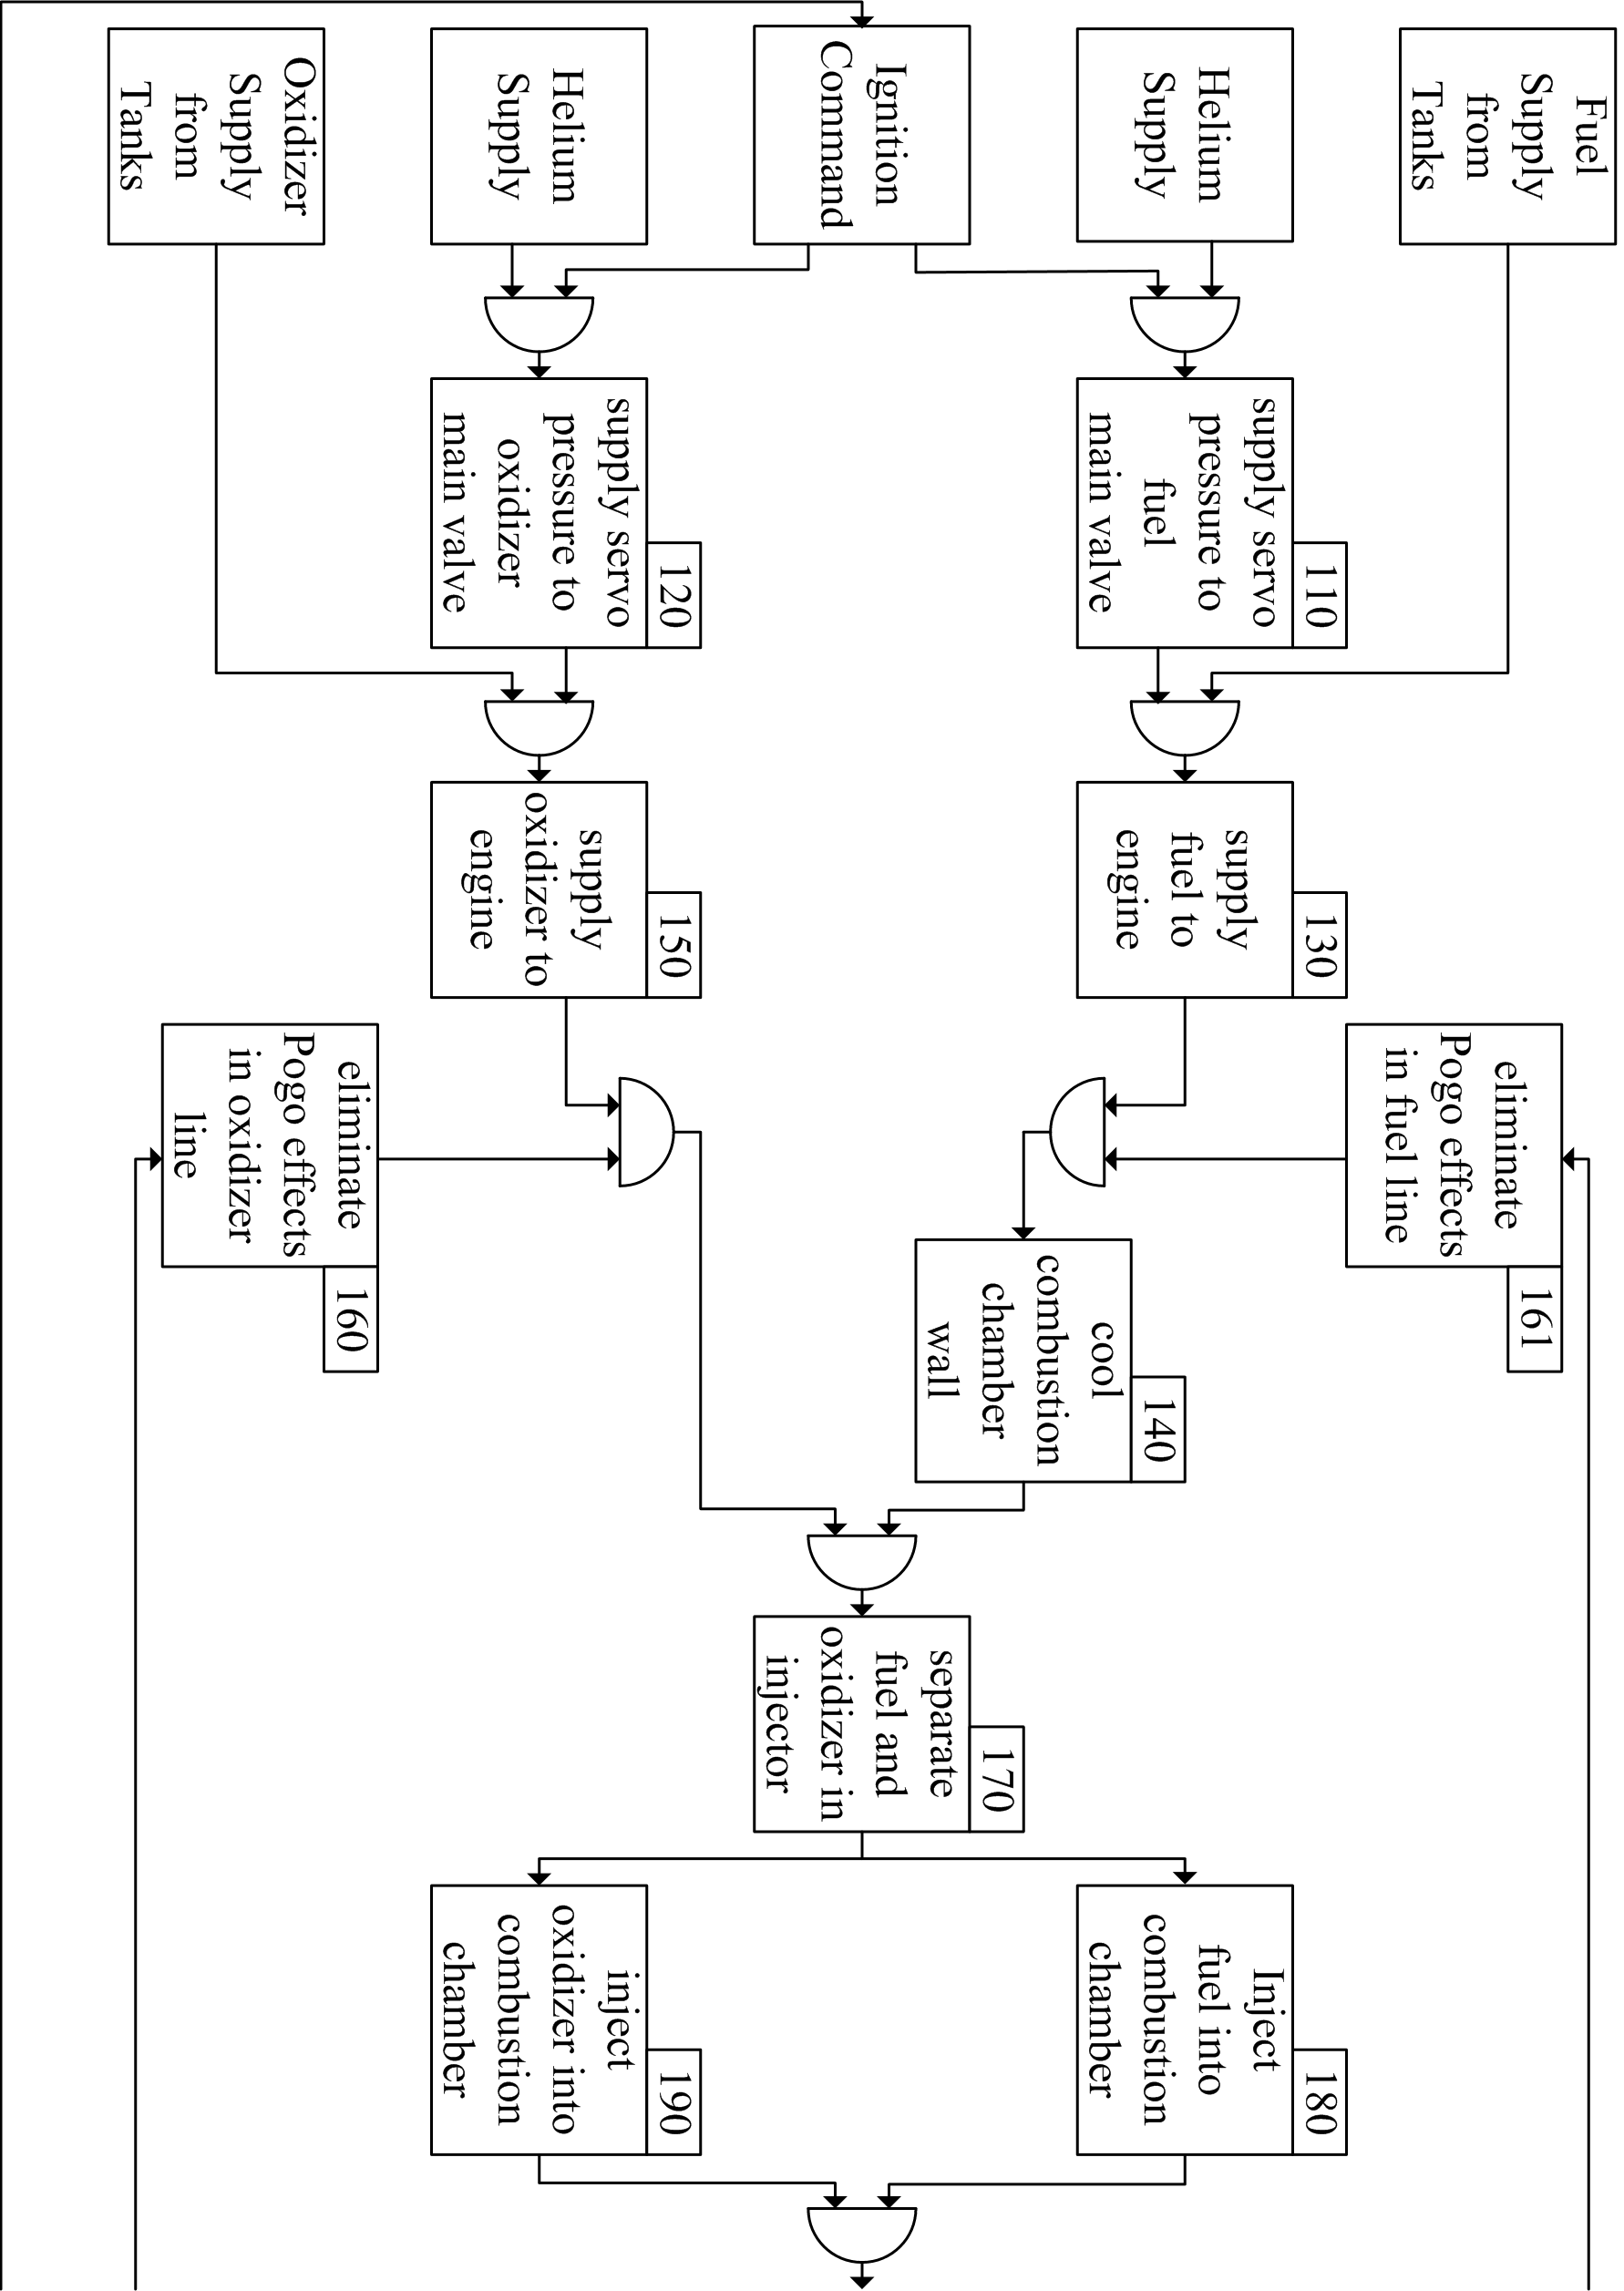 Fuel
Supply
from
Tanks
Helium
Supply
Ignition
Command
Helium
Supply
Oxidizer
Supply
from
Tanks
110
supply servo
pressure to
fuel
main valve
120
supply servo
pressure to
oxidizer
main valve
130
supply
fuel to
engine
150
supply
oxidizer to
engine
eliminate
Pogo effects
in fuel line
161
eliminate
Pogo effects
in oxidizer
line
160
140
cool
combustion
chamber
wall
170
separate
fuel and
oxidizer in
injector
180
Inject
fuel into
combustion
chamber
190
inject
oxidizer into
combustion
chamber